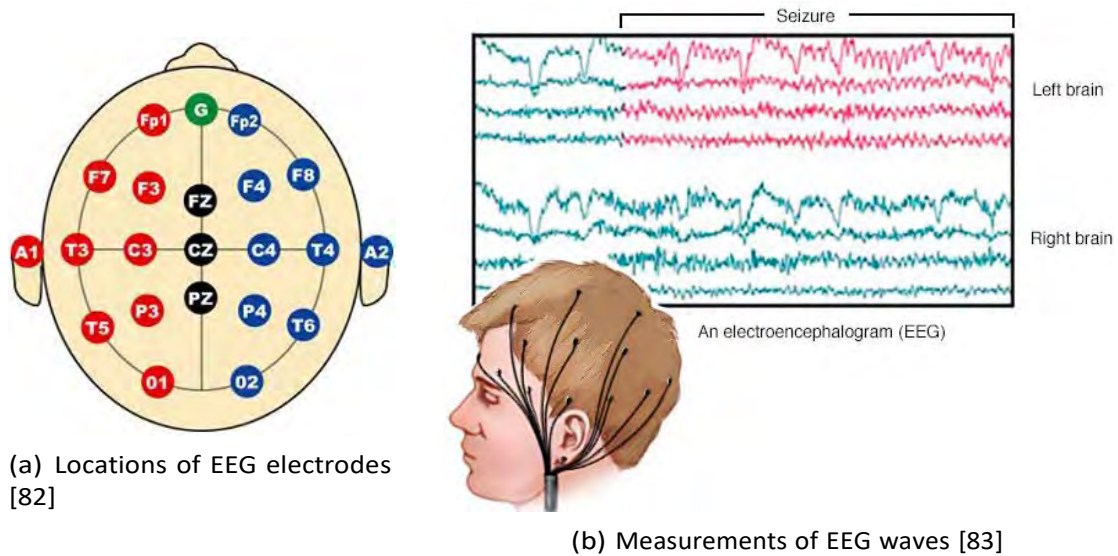 G
Fp1 Fp2
F7 F3 FZ F4 F8
A1 T3 C3 CZ C4 T4 A2
T5 P3 PZ P4 T6
01 02
(a) Locations of EEG electrodes
[82]
Seizure
Left brain
Right brain
An electroencephalogram (EEG)
(b) Measurements of EEG waves [83]